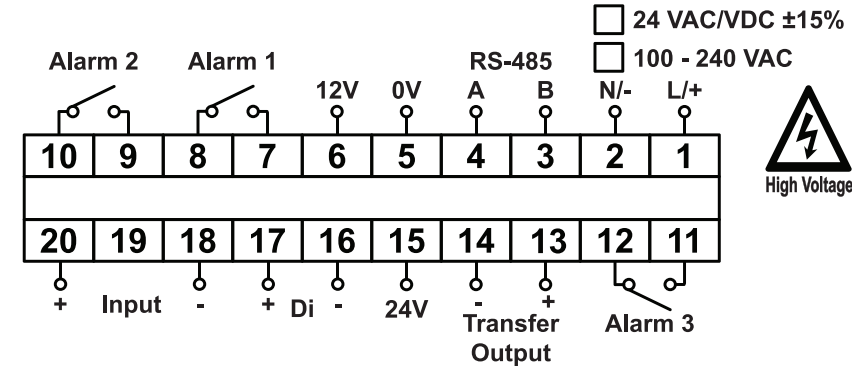 24 VAC/VDC ±15%
100 - 240 VAC
Alarm 2 Alarm 1 RS-485
12V 0V A B N/- L/+
10 9 8 7 6 5 4 3 2 1
High Voltage
20 19 18 17 16 15 14 13 12 11
+ Input - + Di - 24V - + Alarm 3
Transfer
Output